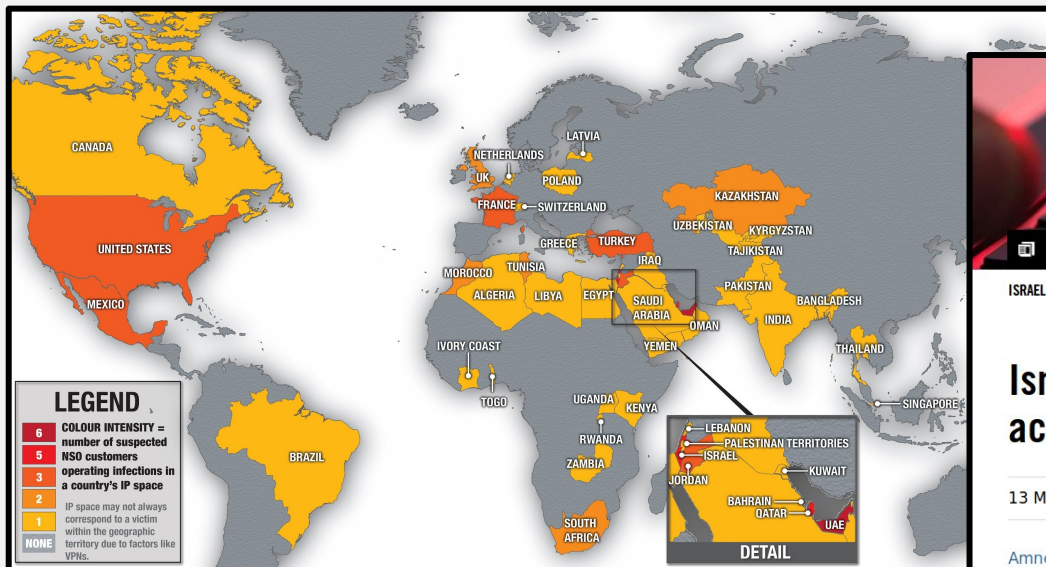 CANADA
UNITED STATES
MEXICO
BRAZIL
LATVIA
NETHERLANDS
UK
POLAND
FRANCE
SWITZERLAND
GREECE
TURKEY
KAZAKHSTAN
UZBEKISTAN
KYRGYZSTAN
TAJIKISTAN
MOROCCO
TUNISIA
IRAQ
ALGERIA
LIBYA
EGYPT
SAUDI
ARABIA
PAKISTAN
BANGLADESH
INDIA
OMAN
YEMEN
THAILAND
IVORY COAST
TOGO
UGANDA
KENYA
RWANDA
ZAMBIA
SINGAPORE
SOUTH
AFRICA
LEGEND
6
5
3
2
1
NONE
COLOUR INTENSITY =
number of suspected
NSO customers
operating infections in
a country's IP space
IP space may not always
correspond to a victim
within the geographic
territory due to factors like
VPNs.
LEBANON
PALESTINAN TERRITORIES
ISRAEL
JORDAN
KUWAIT
BAHRAIN
QATAR
UAE
DETAIL
ISRAEL
Isr
ac
13 M
Amne